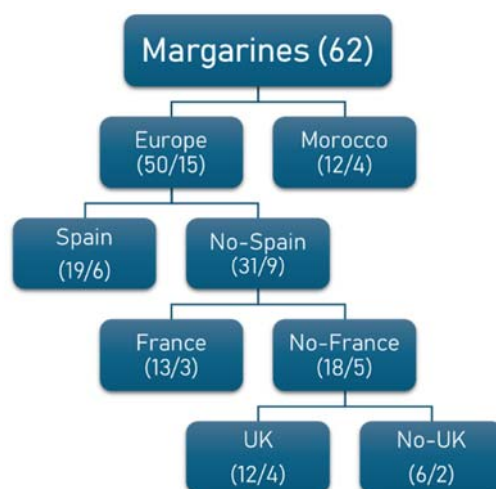 Margarines (62)
Europe
(50/15)
Morocco
(12/4)
Spain
(19/6)
No-Spain
(31/9)
France
(13/3)
No-France
(18/5)
UK
(12/4)
No-UK
(6/2)